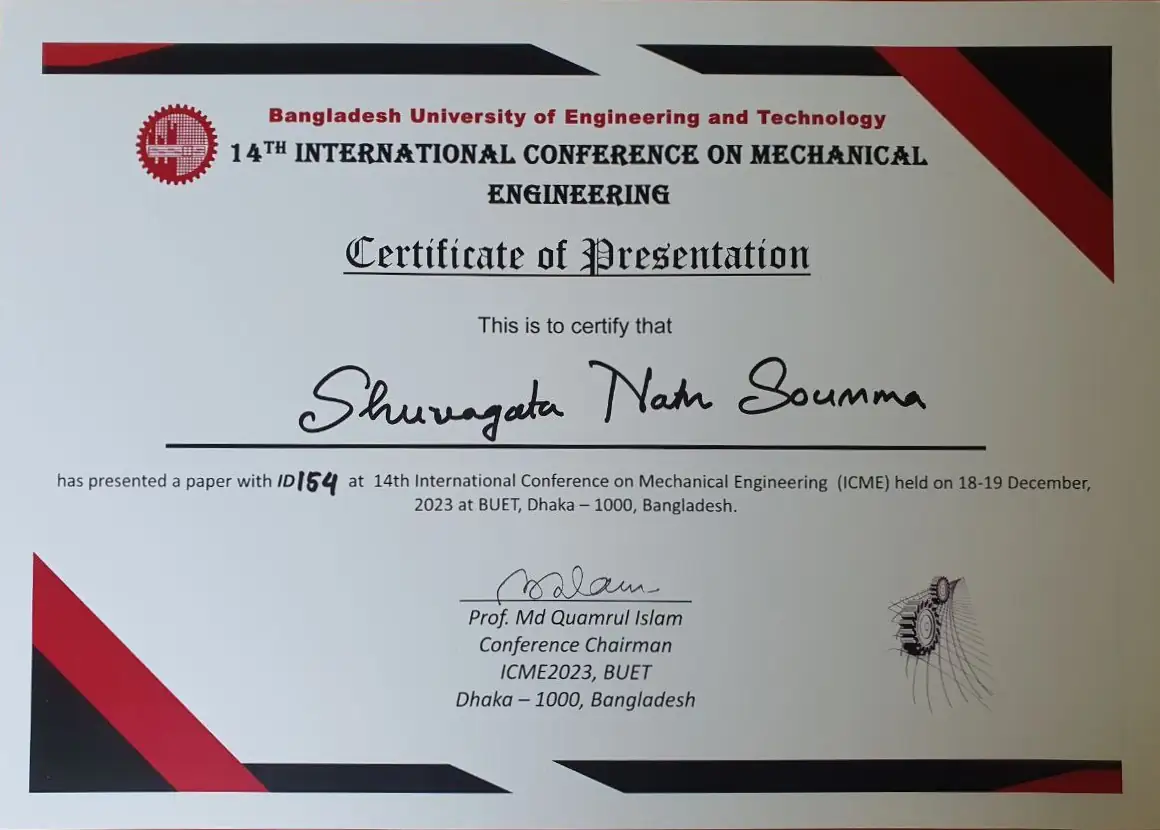 Bangladesh University of Engineering and Technology
14TH INTERNATIONAL CONFERENCE ON MECHANICAL
ENGINEERING
Certificate of Presentation
This is to certify that
Shuvagata Nath Soumma
has presented a paper with ID154 at 14th International Conference on Mechanical Engineering (ICME) held on 18-19 December,
2023 at BUET, Dhaka – 1000, Bangladesh.
Prof. Md Quamrul Islam
Conference Chairman
ICME2023, BUET
Dhaka – 1000, Bangladesh